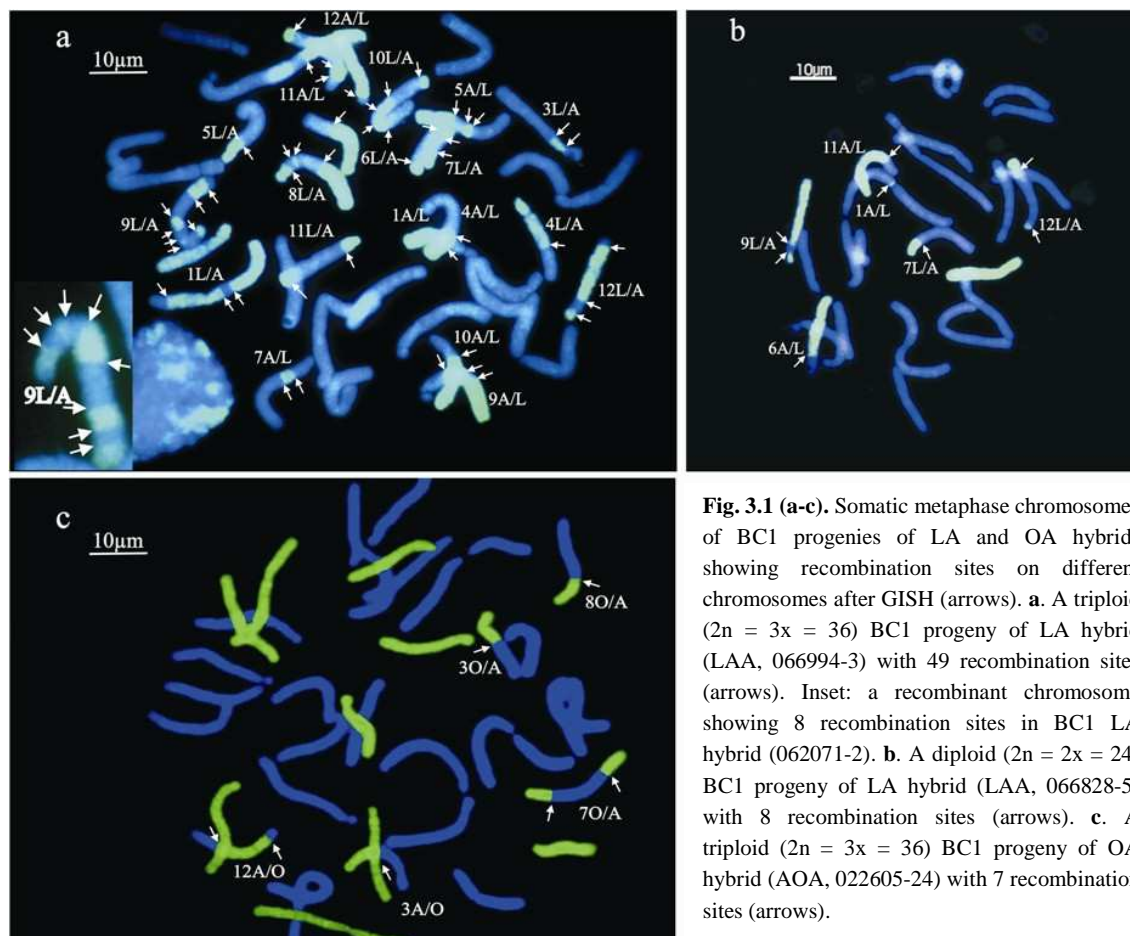 a
10µm
12A/L
10L/A
11A/L
5A/L
3L/A
5L/A
6L/A
7L/A
8L/A
9L/A
1A/L
4A/L
4L/A
11L/A
1L/A
12L/A
10A/L
7A/L
9L/A
9A/L
b
10µm
11A/L
1A/L
12L/A
9L/A
7L/A
6A/L
c
10µm
8O/A
3O/A
7O/A
12A/O
3A/O
Fig. 3.1 (a-c). Somatic metaphase chromosome
of BC1 progenies of LA and OA hybrid
showing recombination sites on differen
chromosomes after GISH (arrows). a. A triploid
(2n = 3x = 36) BC1 progeny of LA hybrid
(LAA, 066994-3) with 49 recombination site
(arrows). Inset: a recombinant chromosom
showing 8 recombination sites in BC1 LA
hybrid (062071-2). b. A diploid (2n = 2x = 24
BC1 progeny of LA hybrid (LAA, 066828-5
with 8 recombination sites (arrows). c. A
triploid (2n = 3x = 36) BC1 progeny of OA
hybrid (AOA, 022605-24) with 7 recombination
sites (arrows).